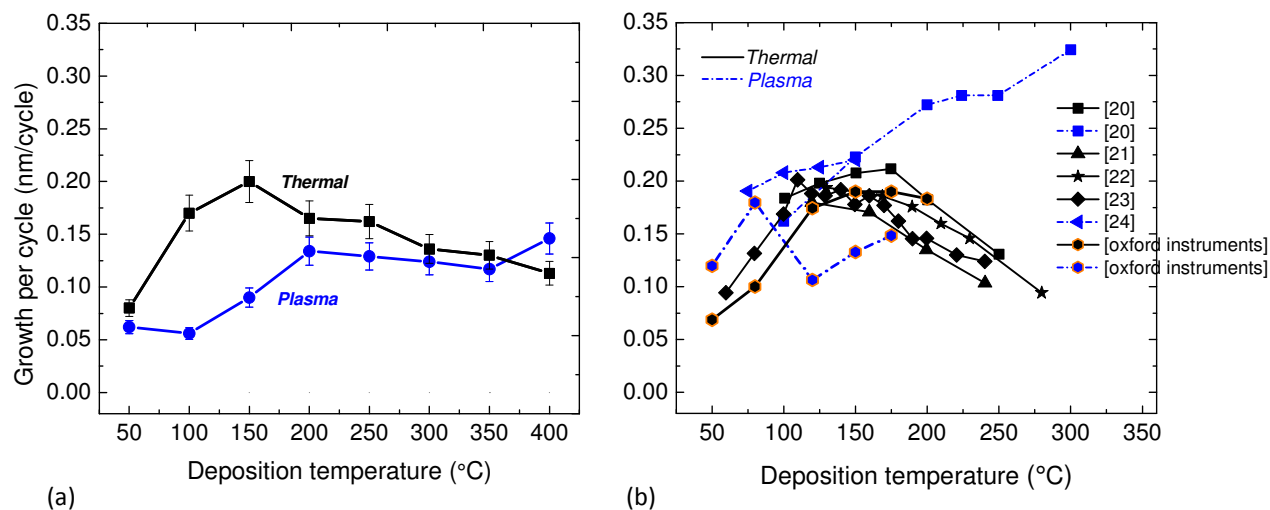 0.35
0.30
0.25
0.20
0.15
0.10
0.05
0.00
Growth per cycle (nm/cycle)
Thermal
Plasma
50 100 150 200 250 300 350 400
Deposition temperature (°C)
(a)
0.35
0.30
0.25
0.20
0.15
0.10
0.05
0.00
Thermal
Plasma
[20]
[20]
[21]
[22]
[23]
[24]
[oxford instruments]
[oxford instruments]
50 100 150 200 250 300 350
Deposition temperature (°C)
(b)